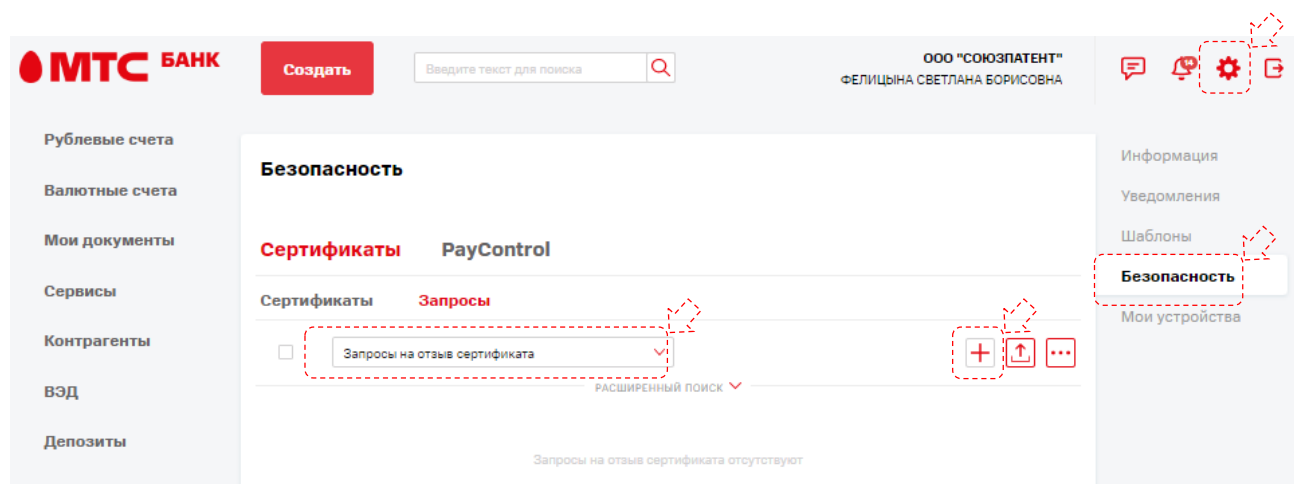 МТС БАНК
Создать
Введите текст для поиска
ООО "СОЮЗПАТЕНТ"
ФЕЛИЦЫНА СВЕТЛАНА БОРИСОВНА
Рублевые счета
Валютные счета
Мои документы
Сервисы
Контрагенты
ВЭД
Депозиты
Безопасность
Сертификаты PayControl
Сертификаты Запросы
Запросы на отзыв сертификата
РАСШИРЕННЫЙ ПОИСК
Запросы на отзыв сертификата отсутствуют
Информация
Уведомления
Шаблоны
Безопасность
Мои устройства